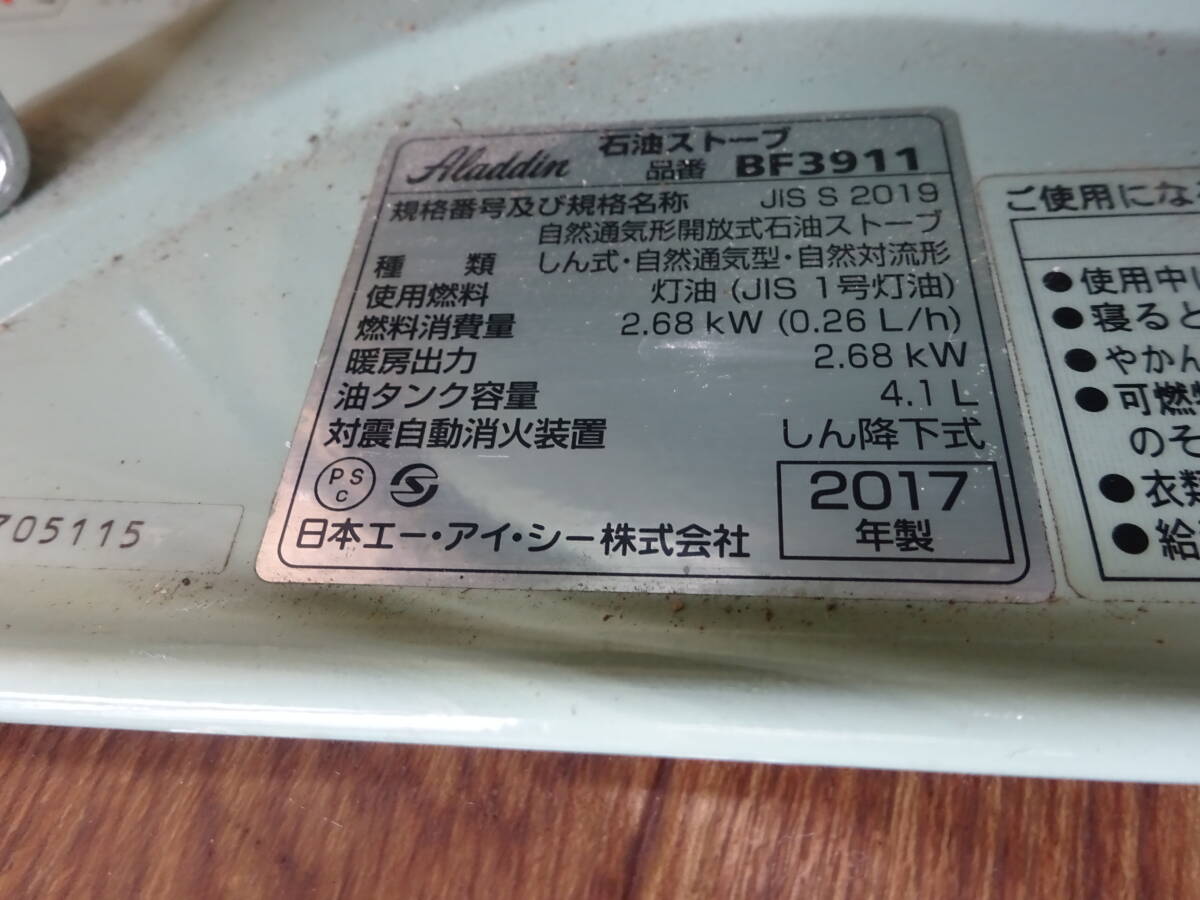 Aladdin 石油ストーブ
品番 BF3911
規格番号及び規格名称 JIS S 2019
自然通気形開放式石油ストーブ
種類 しん式・自然通気型・自然対流形
使用燃料 灯油 (JIS 1号灯油)
燃料消費量 2.68 kW (0.26 L/h)
暖房出力 2.68 kW
油タンク容量 4.1 L
対震自動消火装置 しん降下式
PS
C
2017
年製
日本エー・アイ・シー株式会社
705115
ご使用にな
●使用中
●寝ると
●やかん
●可燃
のそ
●衣類
●給